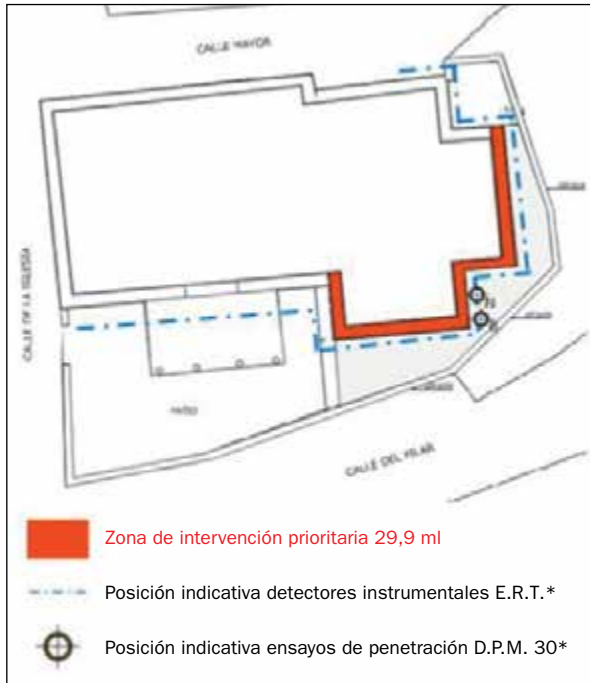 CALLE MAYOR
CALLE DE LA IGLESIA
PATIO
CALLE DEL PILAR
Zona de intervención prioritaria 29,9 ml
Posición indicativa detectores instrumentales E.R.T.*
Posición indicativa ensayos de penetración D.P.M. 30*